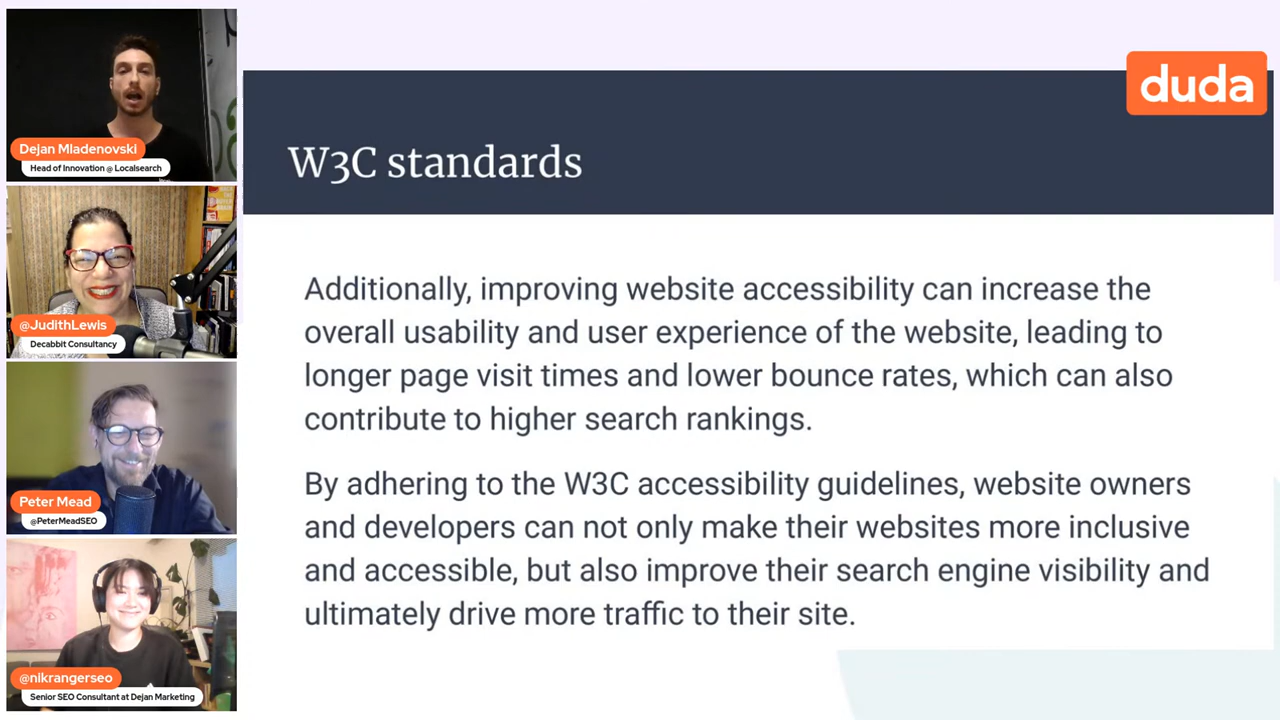 duda
Dejan Mladenovski
Head of Innovation @ Localsearch
@JudithLewis
Decabbit Consultancy
Peter Mead
@PeterMeadSEO
@nikrangerseo
Senior SEO Consultant at Dejan Marketing
W3C standards
Additionally, improving website accessibility can increase the
overall usability and user experience of the website, leading to
longer page visit times and lower bounce rates, which can also
contribute to higher search rankings.
By adhering to the W3C accessibility guidelines, website owners
and developers can not only make their websites more inclusive
and accessible, but also improve their search engine visibility and
ultimately drive more traffic to their site.